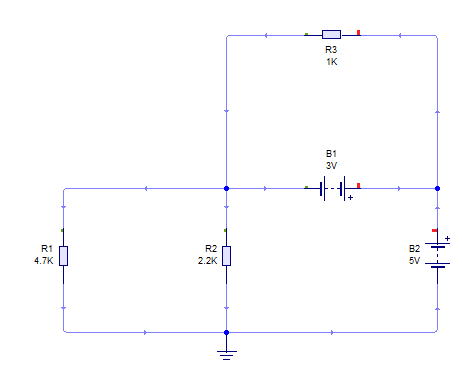 R3
1K
B1
3V
+
R1
4.7K
R2
2.2K
B2
5V
+